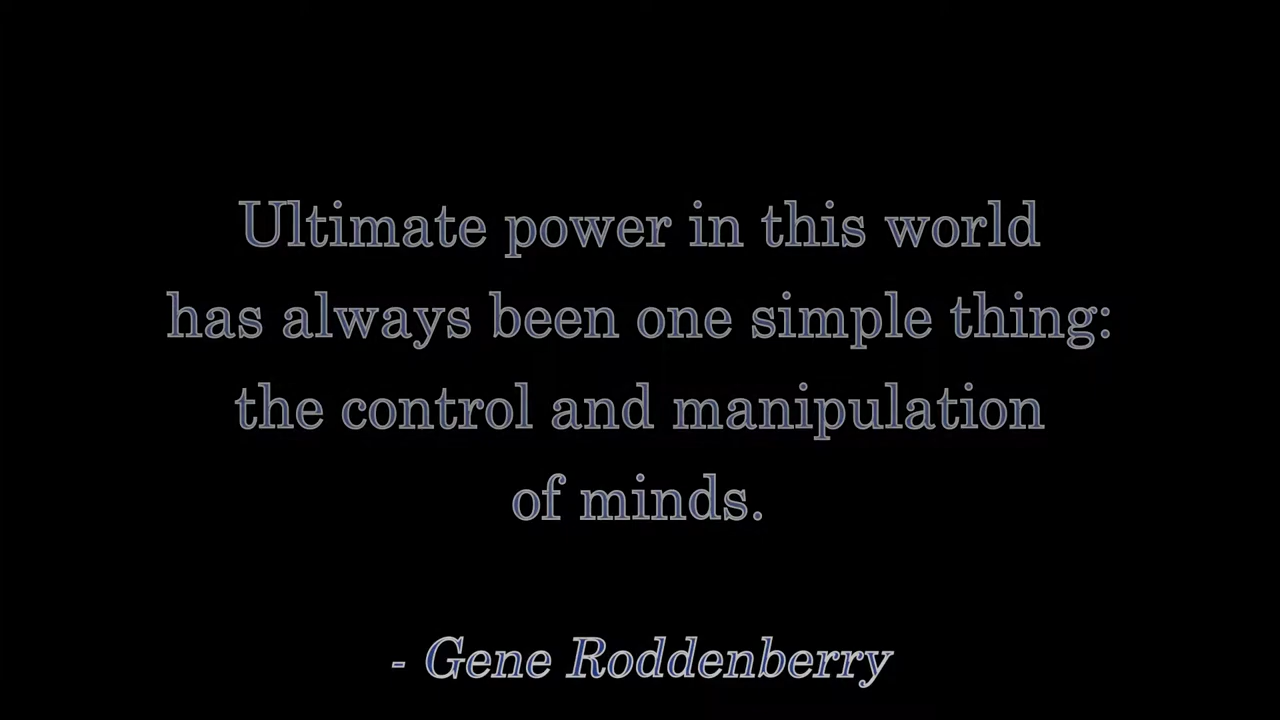 Ultimate power in this world
has always been one simple thing:
the control and manipulation
of minds.
- Gene Roddenberry